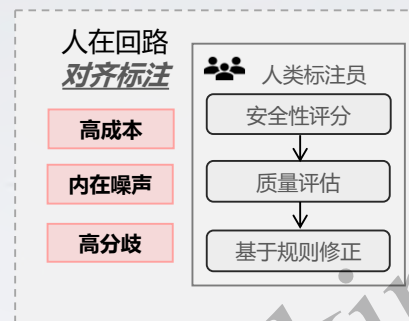 人在回路
对齐标注
高成本
内在噪声
高分歧
人类标注员
安全性评分
质量评估
基于规则修正